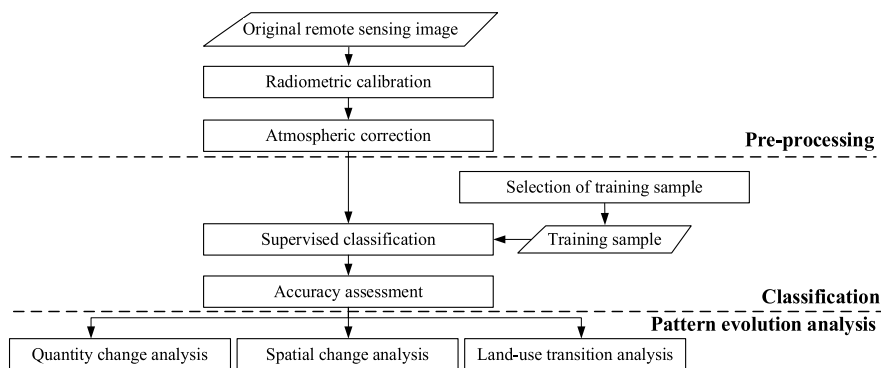 Original remote sensing image
Radiometric calibration
Atmospheric correction
Pre-processing
Selection of training sample
Supervised classification
Training sample
Accuracy assessment
Classification
Pattern evolution analysis
Quantity change analysis
Spatial change analysis
Land-use transition analysis